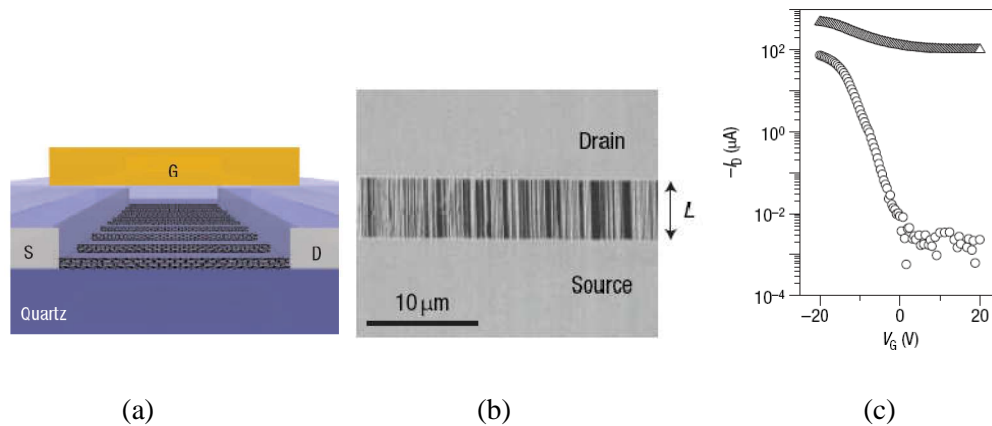 G
S
D
Quartz
(a)
Drain
L
Source
10 μm
(b)
10²
10⁰
10⁻²
10⁻⁴
−I_D (μA)
−20
0
20
V_G (V)
(c)